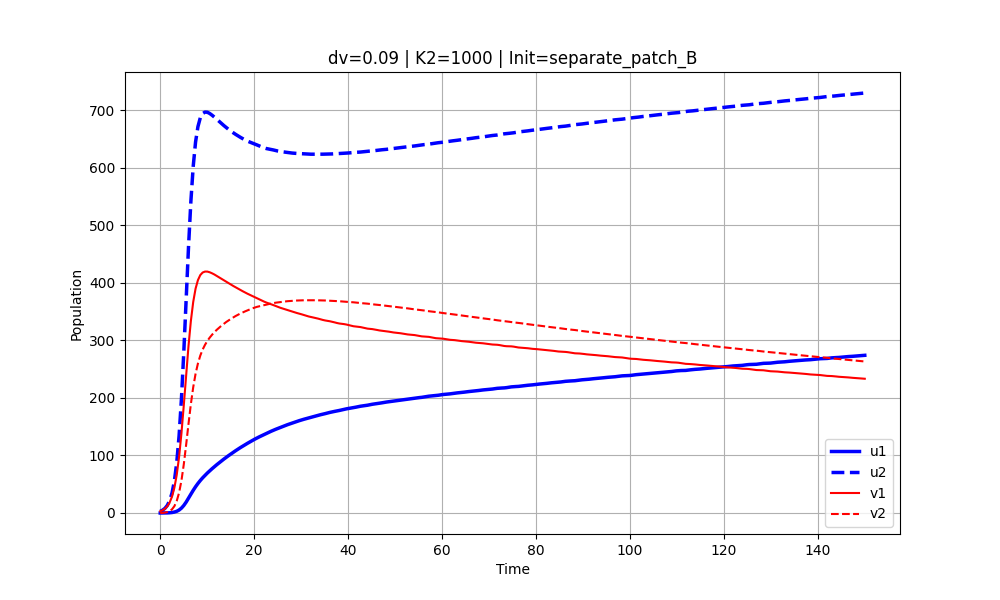 dv=0.09 | K2=1000 | Init=separate_patch_B
Population
700
600
500
400
300
200
100
0
0 20 40 60 80 100 120 140
Time
u1
u2
v1
v2